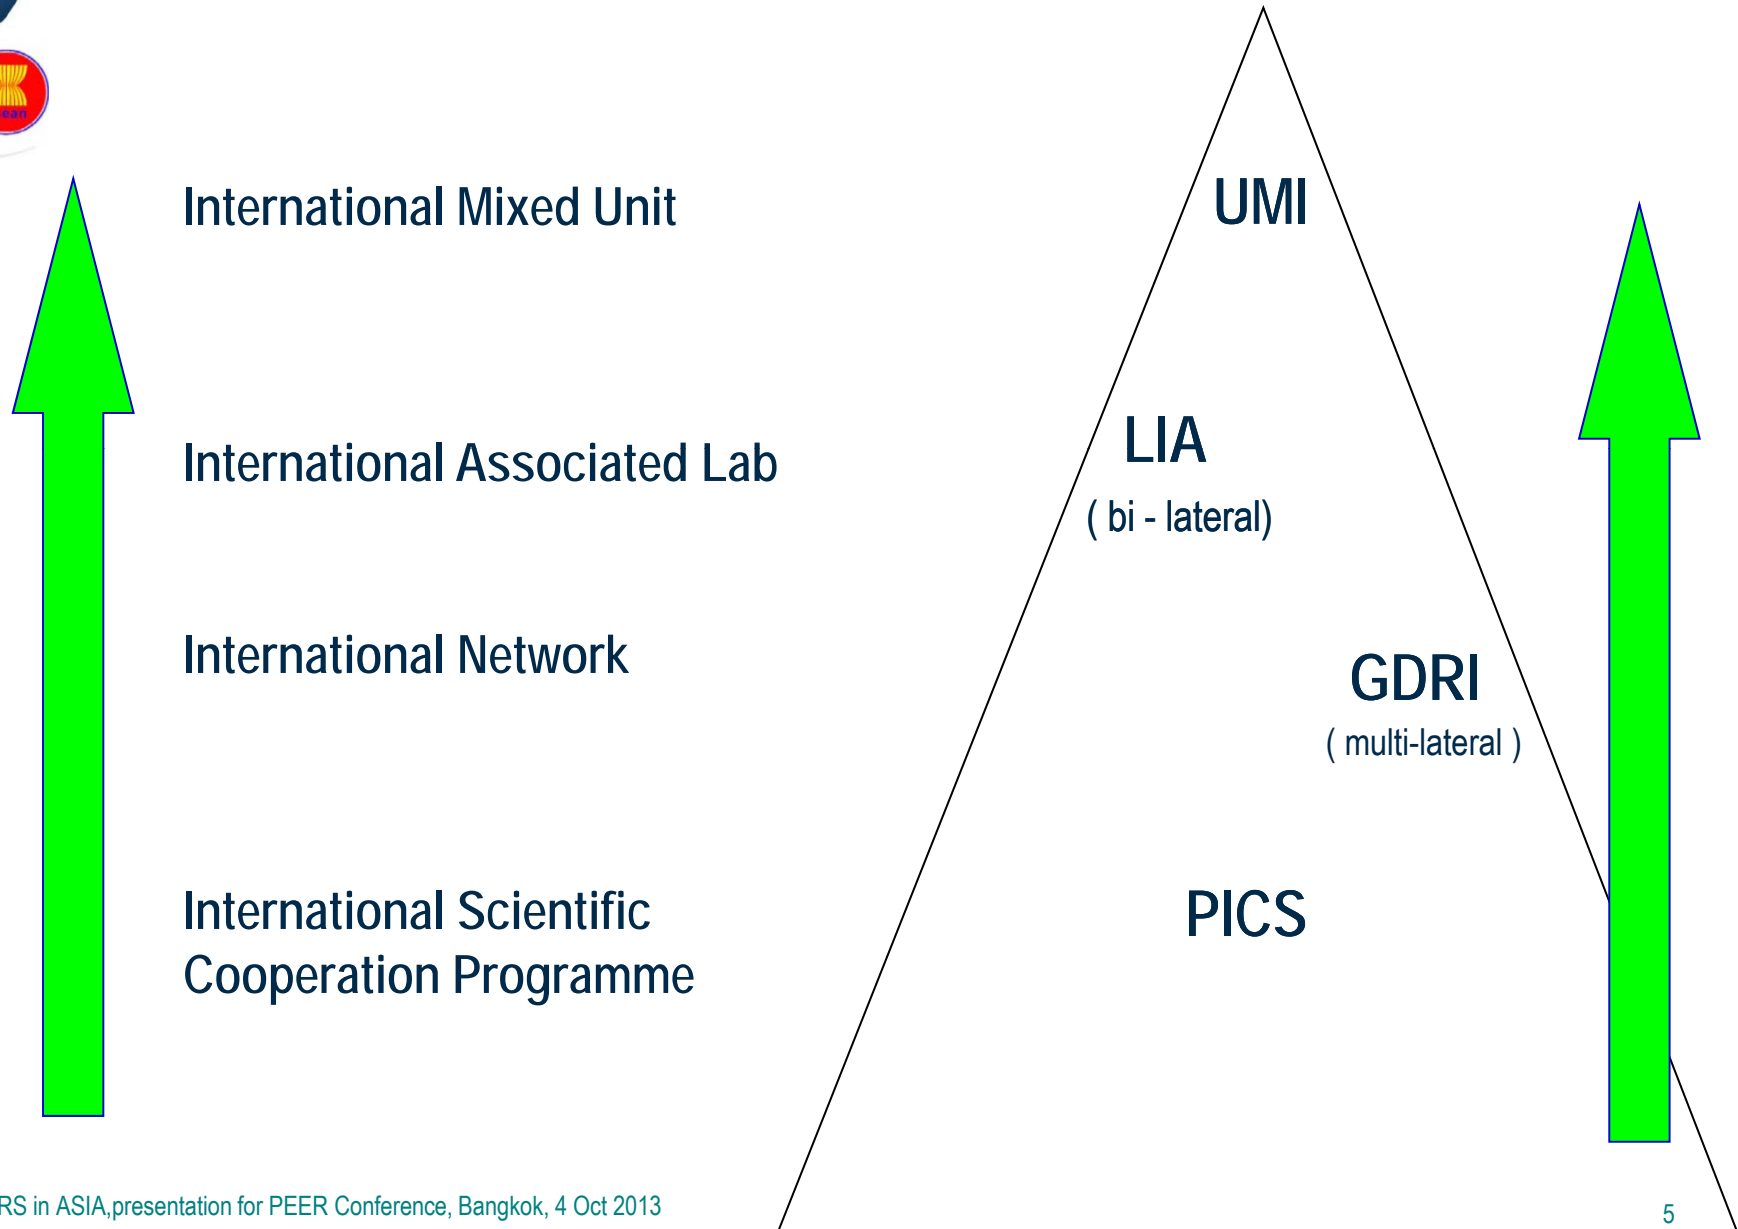 International Mixed Unit
UMI
International Associated Lab
LIA
( bi - lateral)
International Network
GDRI
( multi-lateral )
International Scientific
Cooperation Programme
PICS
RS in ASIA,presentation for PEER Conference, Bangkok, 4 Oct 2013
5